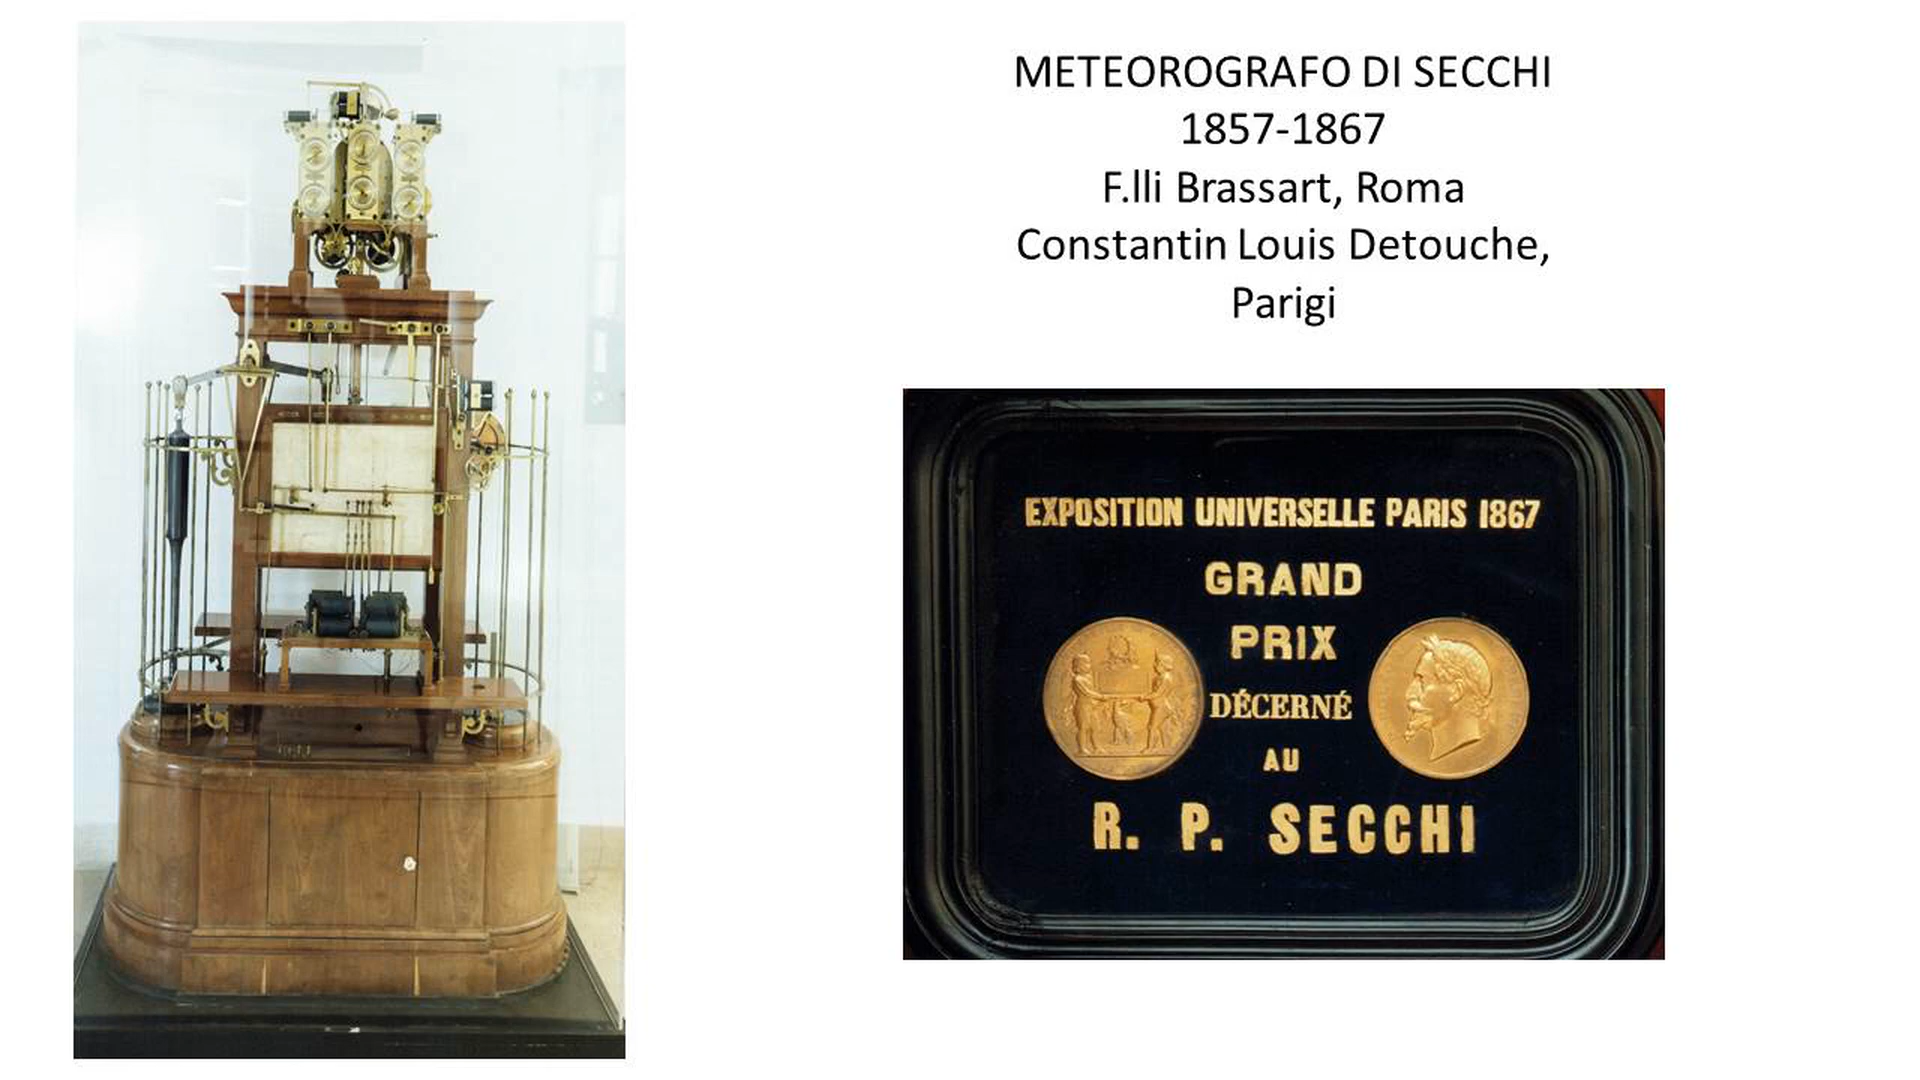 METEOROGRAFO DI SECCHI
1857-1867
F.lli Brassart, Roma
Constantin Louis Detouche,
Parigi
EXPOSITION UNIVERSELLE PARIS 1867
GRAND
PRIX
DÉCERNÉ
AU
R. P. SECCHI